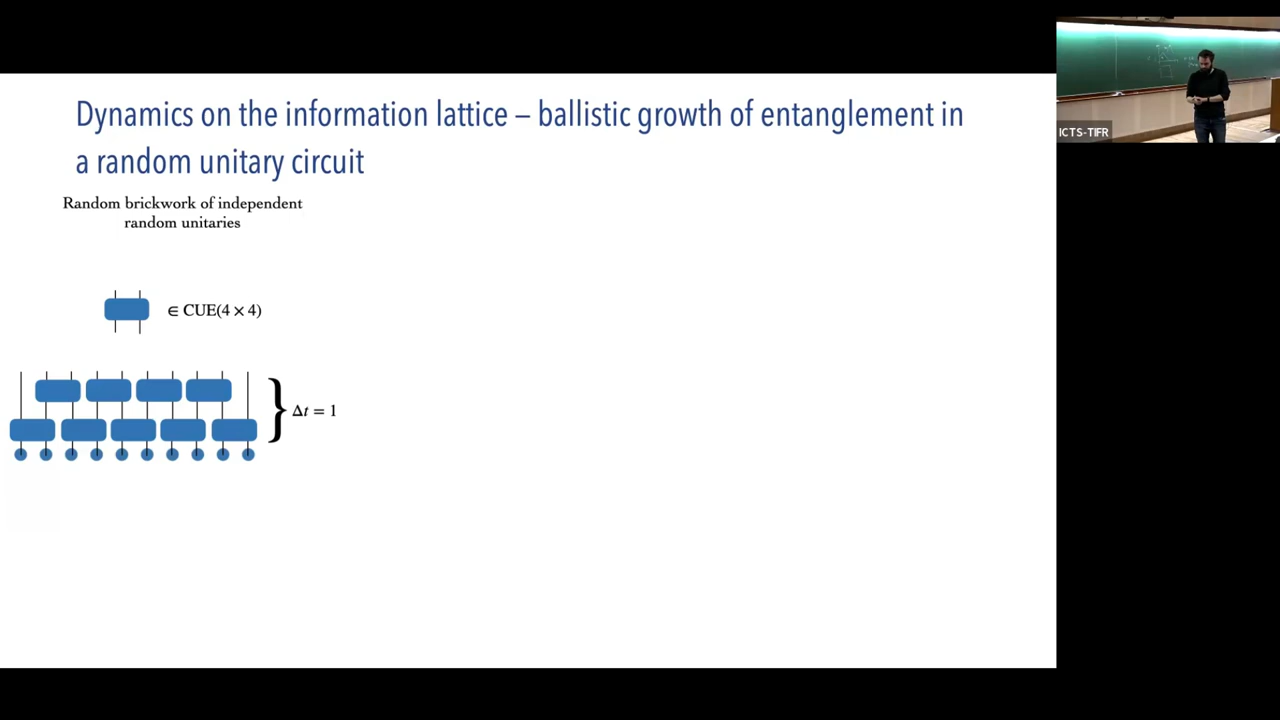 Dynamics on the information lattice – ballistic growth of entanglement in
a random unitary circuit
Random brickwork of independent
random unitaries
∈ CUE(4 × 4)
Δt = 1
ICTS-TIFR